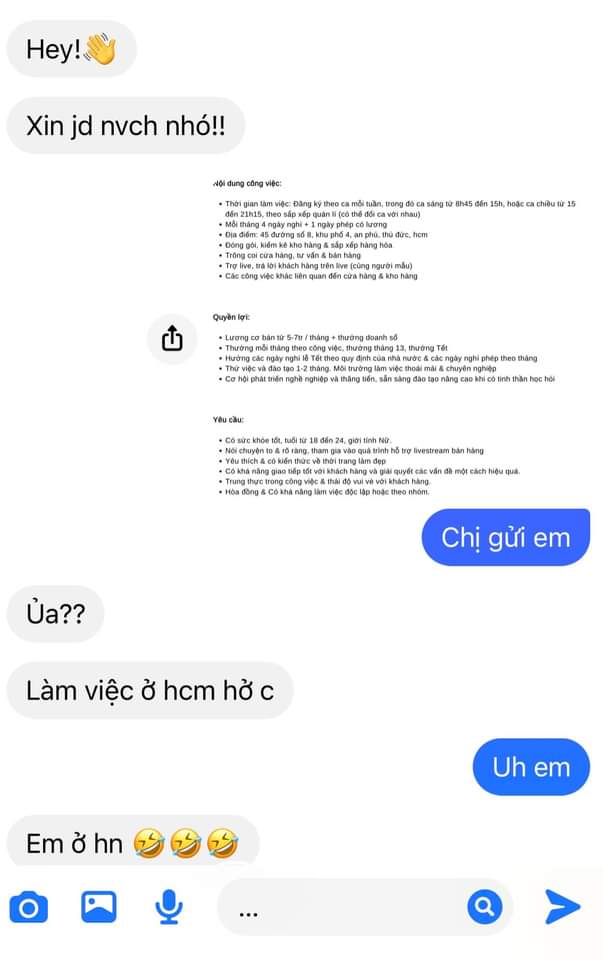 Hey!👋
Xin jd nvch nhó!!
Nội dung công việc:
• Thời gian làm việc: Đăng ký theo ca mỗi tuần, trong đó ca sáng từ 8h45 đến 15h, hoặc ca chiều từ 15
đến 21h15, theo sắp xếp quản lí (có thể đổi ca với nhau)
• Mỗi tháng 4 ngày nghỉ + 1 ngày phép có lương
• Địa điểm: 45 đường số 8, khu phố 4, an phú, thủ đức, hcm
• Đóng gói, kiểm kê kho hàng & sắp xếp hàng hóa
• Trông coi cửa hàng, tư vấn & bán hàng
• Trợ live, trả lời khách hàng trên live (cùng người mẫu)
• Các công việc khác liên quan đến cửa hàng & kho hàng
Quyền lợi:
• Lương cơ bản từ 5-7tr / tháng + thưởng doanh số
• Thưởng mỗi tháng theo công việc, thưởng tháng 13, thưởng Tết
• Hưởng các ngày nghỉ lễ Tết theo quy định của nhà nước & các ngày nghỉ phép theo tháng
• Thử việc và đào tạo 1-2 tháng. Môi trường làm việc thoải mái & chuyên nghiệp
• Cơ hội phát triển nghề nghiệp và thăng tiến, sẵn sàng đào tạo nâng cao khi có tinh thần học hỏi
Yêu cầu:
• Có sức khỏe tốt, tuổi từ 18 đến 24, giới tính Nữ.
• Nói chuyện to & rõ ràng, tham gia vào quá trình hỗ trợ livestream bán hàng
• Yêu thích & có kiến thức về thời trang làm đẹp
• Có khả năng giao tiếp tốt với khách hàng và giải quyết các vấn đề một cách hiệu quả.
• Trung thực trong công việc & thái độ vui vẻ với khách hàng.
• Hòa đồng & Có khả năng làm việc độc lập hoặc theo nhóm.
Chị gửi em
Ủa??
Làm việc ở hcm hở c
Uh em
Em ở hn 🤣🤣🤣
...